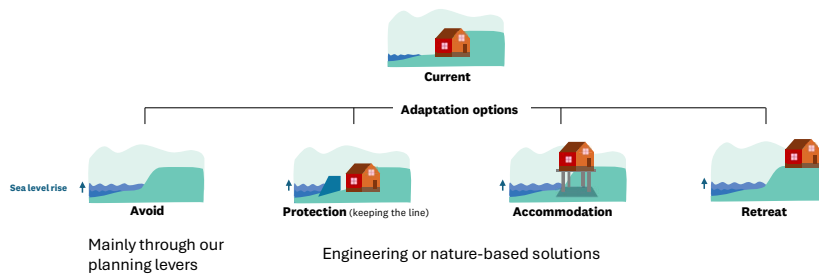 Current
Adaptation options
Sea level rise
Avoid
Protection (keeping the line)
Accommodation
Retreat
Mainly through our
planning levers
Engineering or nature-based solutions